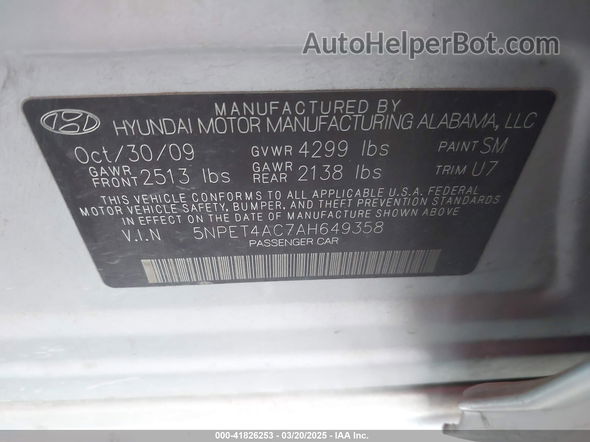 AutoHelperBot.com
MANUFACTURED BY
HYUNDAI MOTOR MANUFACTURING ALABAMA, LLC
Oct/30/09 GVWR 4299 lbs PAINT SM
GAWR FRONT 2513 lbs GAWR REAR 2138 lbs TRIM U7
THIS VEHICLE CONFORMS TO ALL APPLICABLE U.S.A. FEDERAL
MOTOR VEHICLE SAFETY, BUMPER, AND THEFT PREVENTION STANDARDS
IN EFFECT ON THE DATE OF MANUFACTURE SHOWN ABOVE
V.I.N 5NPET4AC7AH649358
PASSENGER CAR
000-41826253 - 03/20/2025 - IAA Inc.